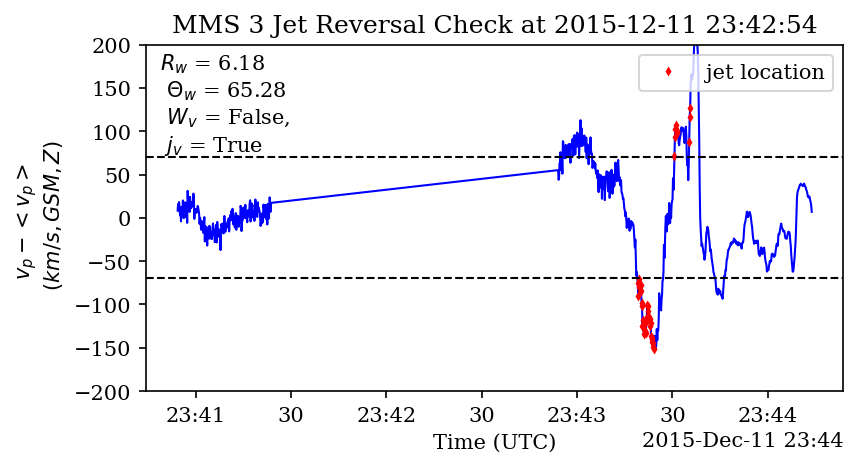 MMS 3 Jet Reversal Check at 2015-12-11 23:42:54
R_w = 6.18
Θ_w = 65.28
W_v = False,
j_v = True
jet location
v_p − < v_p >
(km/s, GSM, Z)
200
150
100
50
0
−50
−100
−150
−200
23:41 30 23:42 30 23:43 30 23:44
Time (UTC)
2015-Dec-11 23:44